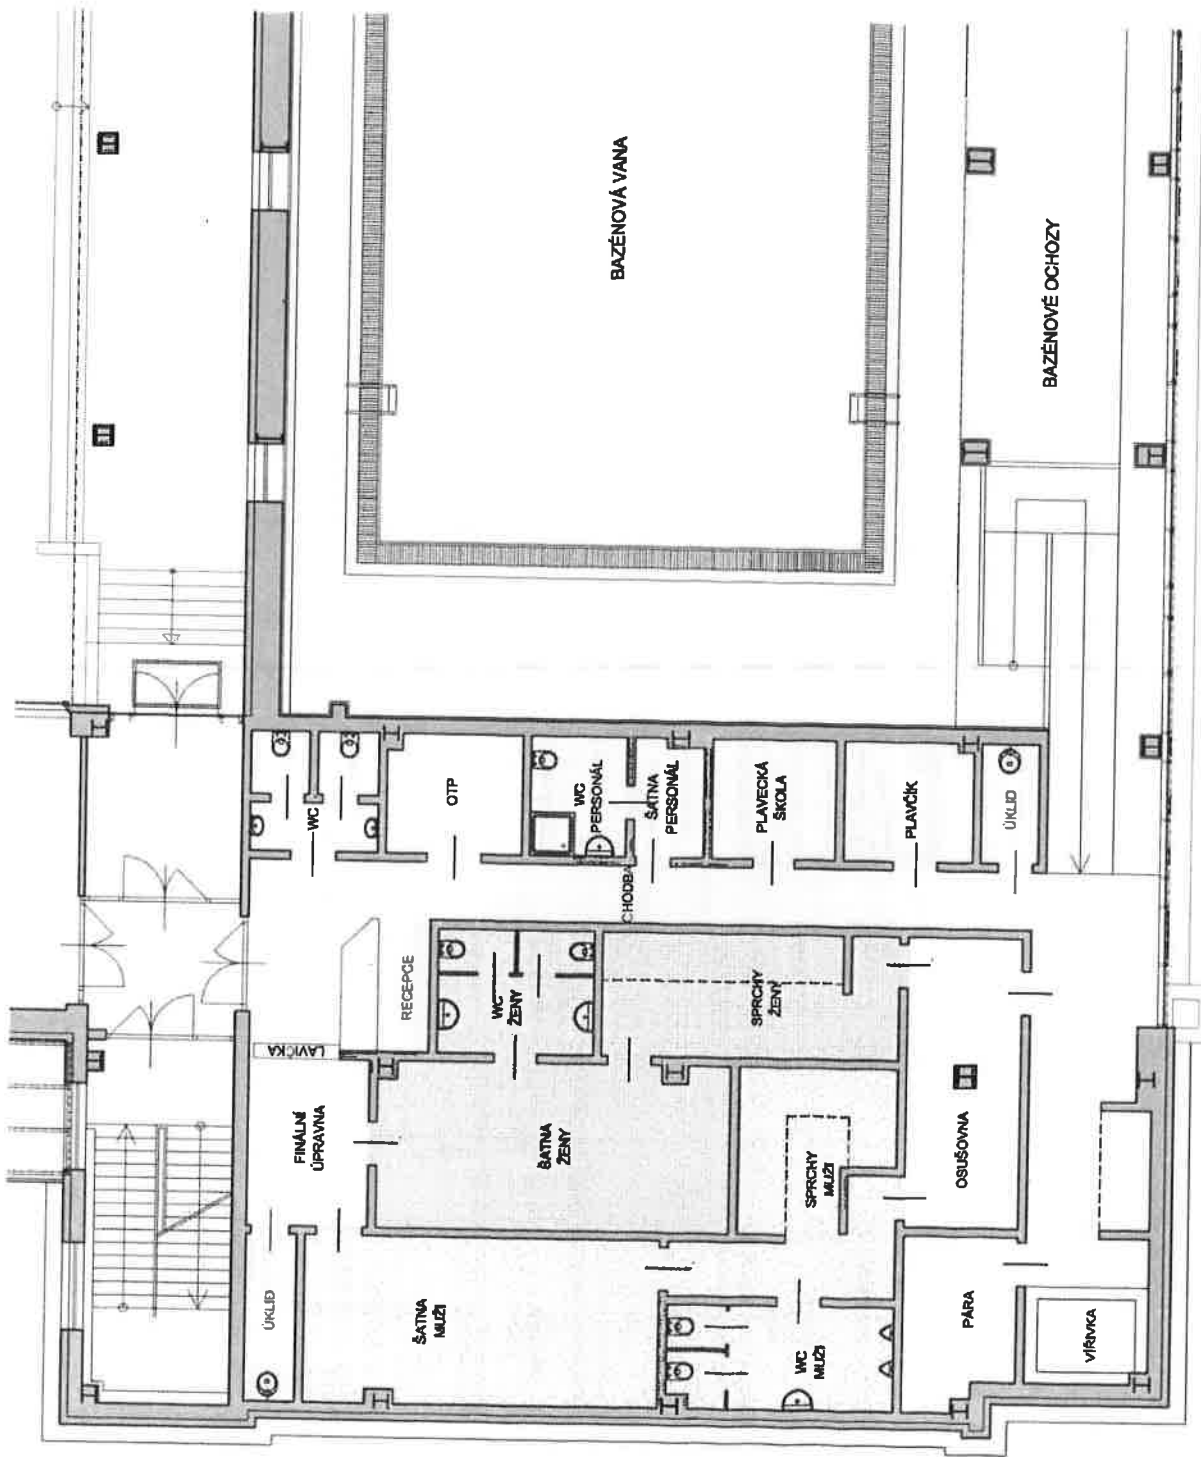 BAZÉNOVÁ VANA
BAZÉNOVÉ OCHOZY
WC
OTP
WC
PERSONÁL
ŠATNA
PERSONÁL
PLAVECKÁ
ŠKOLA
PLAVČÍK
ÚKLID
CHODBA
RECEPCE
WC
ŽENY
SPRCHY
ŽENY
LAVIČKA
FINÁLNÍ
ÚPRAVNA
ŠATNA
ŽENY
SPRCHY
MUŽI
OSUŠOVNA
ÚKLID
ŠATNA
MUŽI
WC
MUŽI
PÁRA
VÍŘIVKA